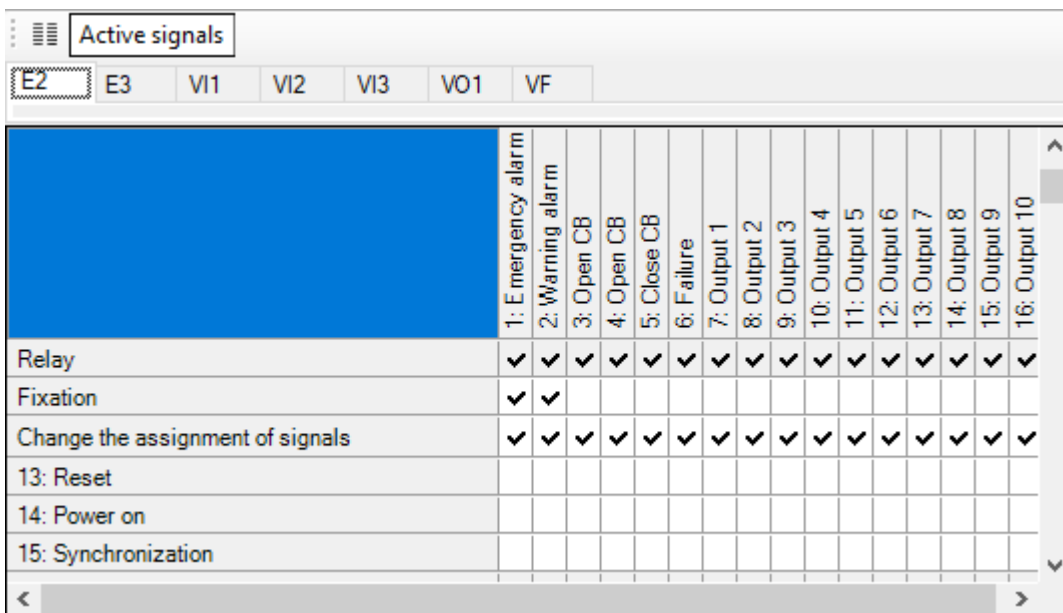 Active signals
E2 E3 VI1 VI2 VI3 VO1 VF
1: Emergency alarm
2: Warning alarm
3: Open CB
4: Open CB
5: Close CB
6: Failure
7: Output 1
8: Output 2
9: Output 3
10: Output 4
11: Output 5
12: Output 6
13: Output 7
14: Output 8
15: Output 9
16: Output 10
Relay
Fixation
Change the assignment of signals
13: Reset
14: Power on
15: Synchronization